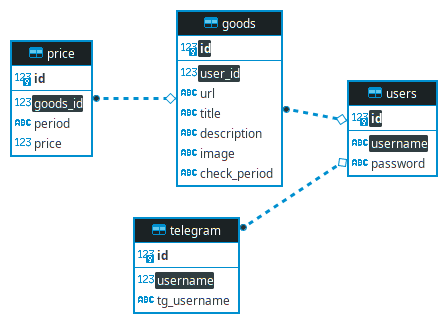 price
123 id
123 goods_id
ABC period
123 price
goods
123 id
123 user_id
ABC url
ABC title
ABC description
ABC image
ABC check_period
users
123 id
123 username
ABC password
telegram
123 id
123 username
ABC tg_username